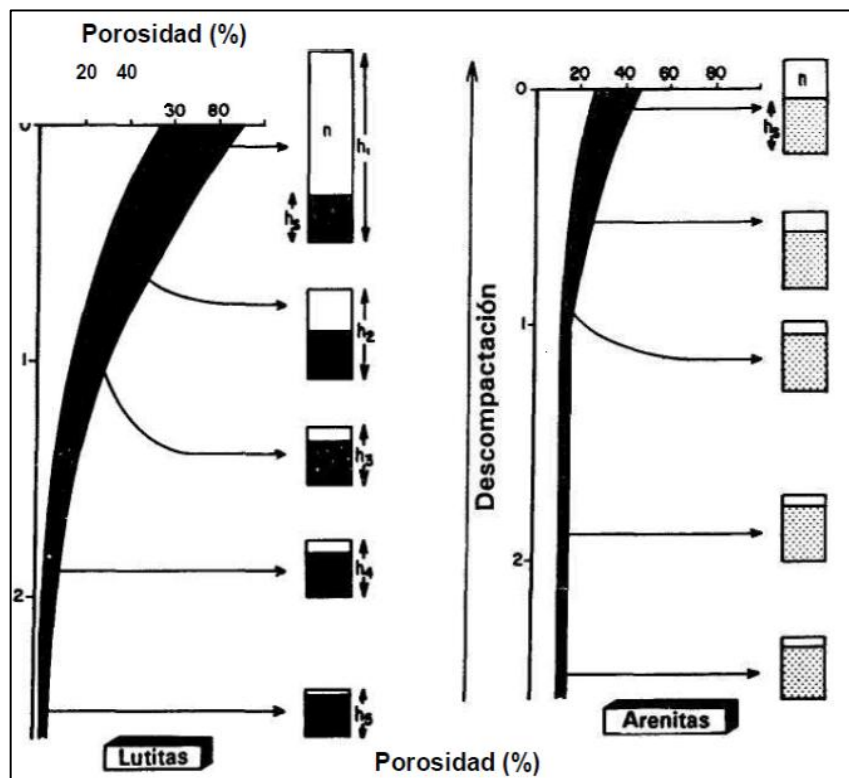 Porosidad (%)
20 40
30 80
0
n
h₁
hs
h₂
1
h₃
h₄
2
h₅
Lutitas
Descompactación
20 40 60 80
0
n
hs
1
2
Arenitas
Porosidad (%)